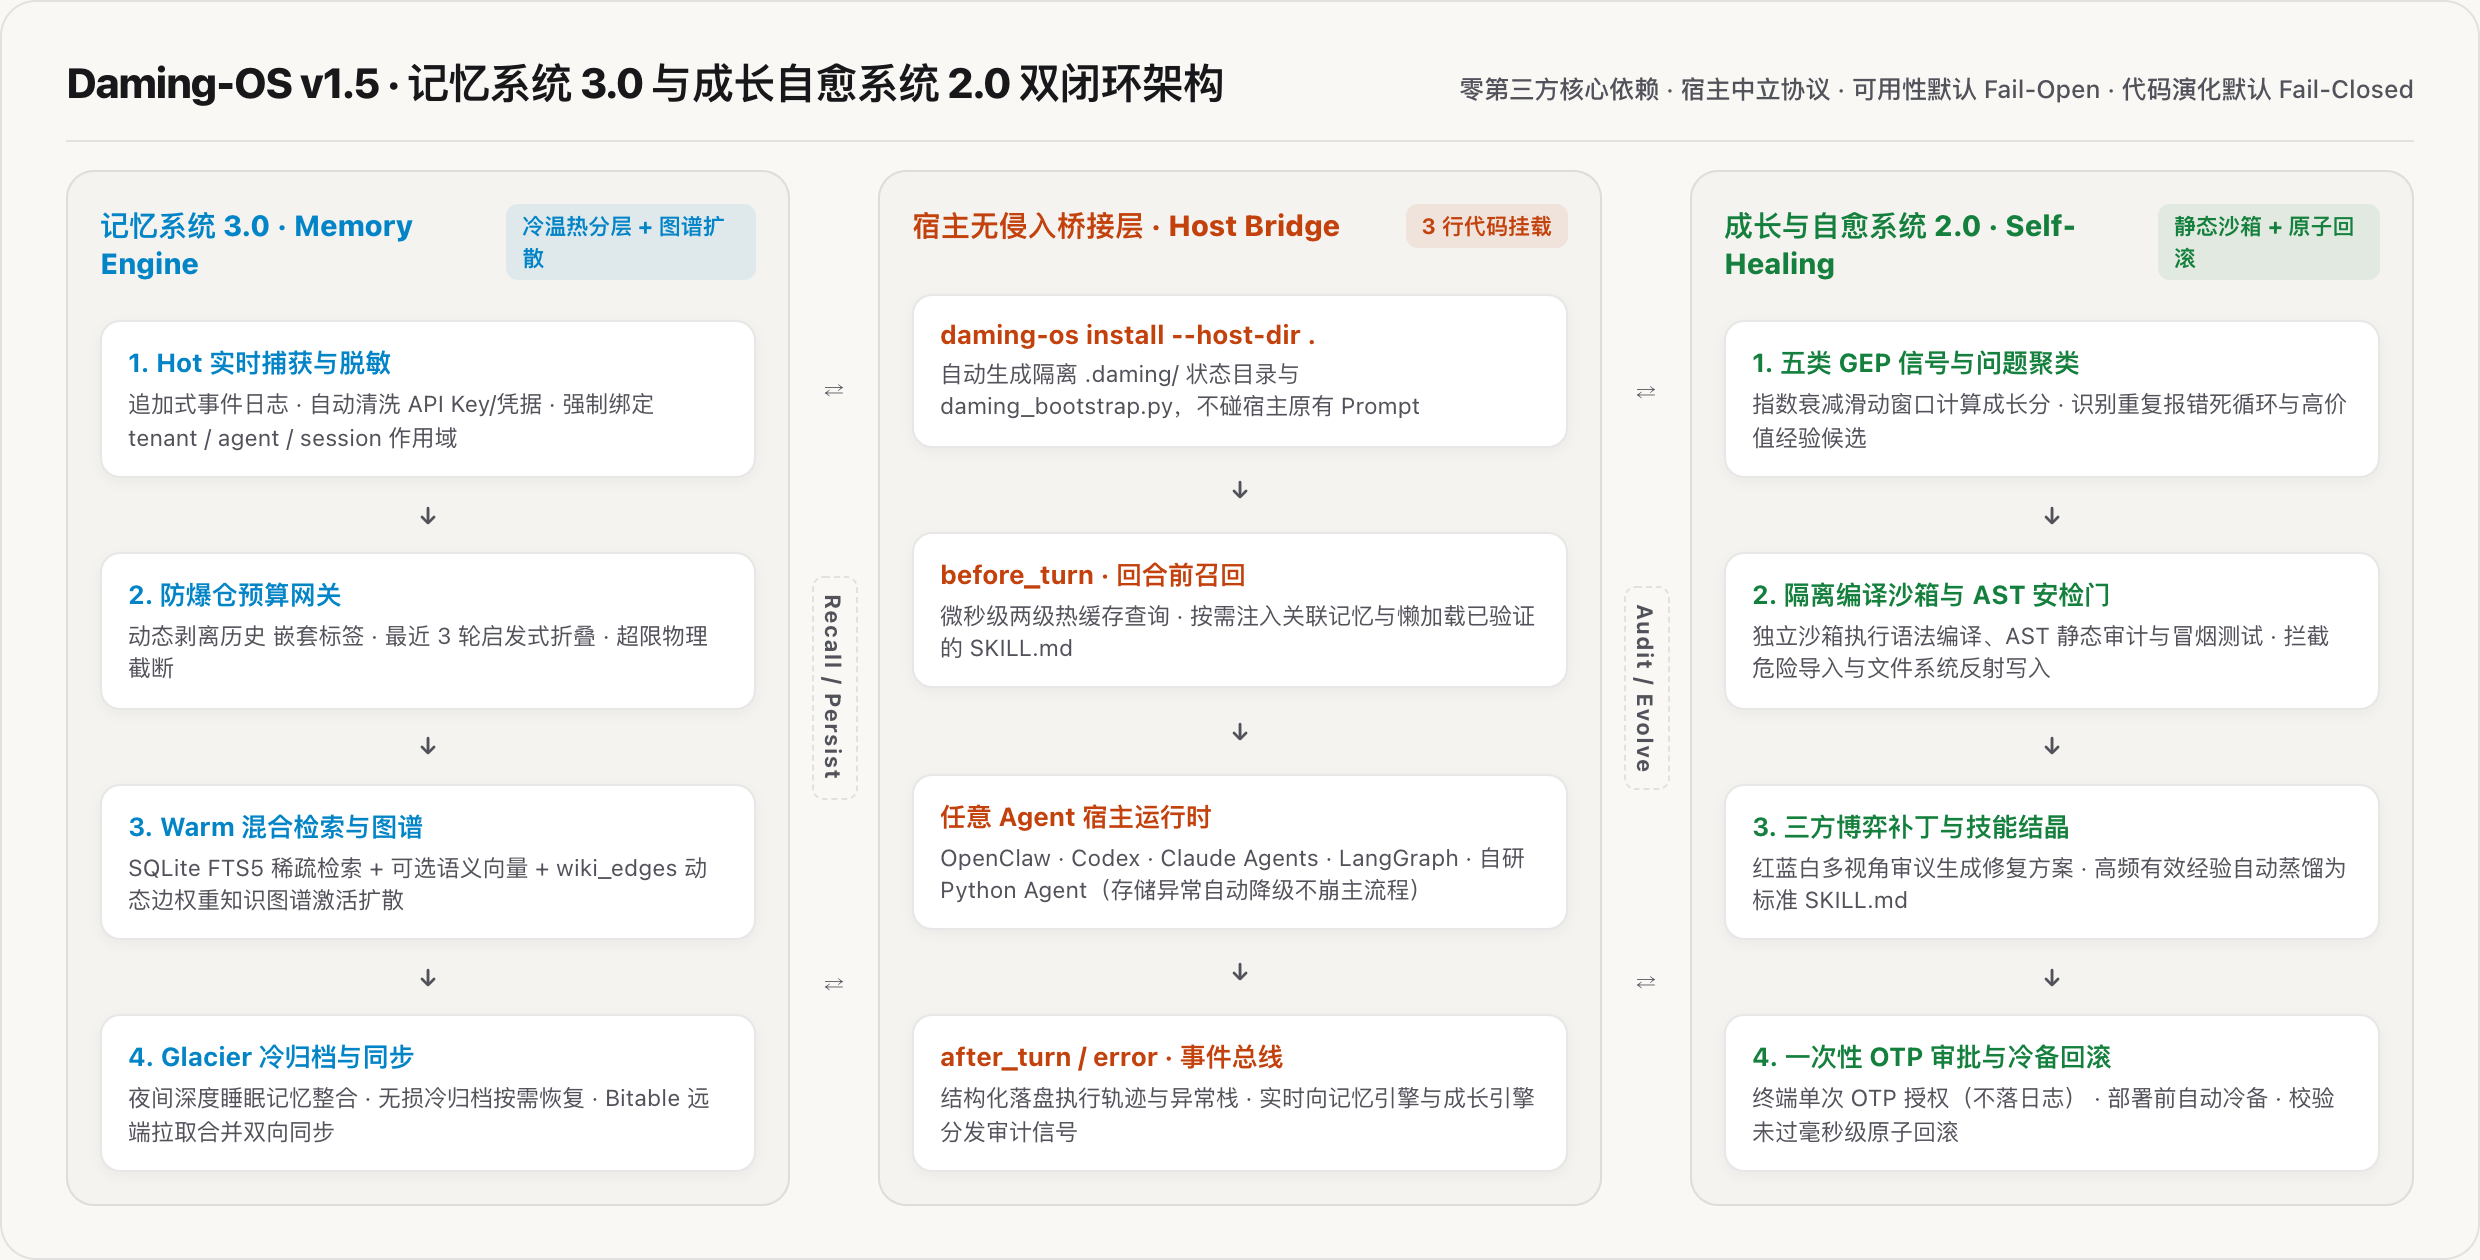 Daming-OS v1.5 · 记忆系统 3.0 与成长自愈系统 2.0 双闭环架构
零第三方核心依赖 · 宿主中立协议 · 可用性默认 Fail-Open · 代码演化默认 Fail-Closed
记忆系统 3.0 · Memory
Engine
冷温热分层 + 图谱扩
散
1. Hot 实时捕获与脱敏
追加式事件日志 · 自动清洗 API Key/凭据 · 强制绑定
tenant / agent / session 作用域
↓
2. 防爆仓预算网关
动态剥离历史 嵌套标签 · 最近 3 轮启发式折叠 · 超限物理
截断
↓
3. Warm 混合检索与图谱
SQLite FTS5 稀疏检索 + 可选语义向量 + wiki_edges 动
态边权重知识图谱激活扩散
↓
4. Glacier 冷归档与同步
夜间深度睡眠记忆整合 · 无损冷归档按需恢复 · Bitable 远
端拉取合并双向同步
⇄
Recall / Persist
⇄
宿主无侵入桥接层 · Host Bridge
3 行代码挂载
daming-os install --host-dir .
自动生成隔离 .daming/ 状态目录与
daming_bootstrap.py，不碰宿主原有 Prompt
↓
before_turn · 回合前召回
微秒级两级热缓存查询 · 按需注入关联记忆与懒加载已验证
的 SKILL.md
↓
任意 Agent 宿主运行时
OpenClaw · Codex · Claude Agents · LangGraph · 自研
Python Agent（存储异常自动降级不崩主流程）
↓
after_turn / error · 事件总线
结构化落盘执行轨迹与异常栈 · 实时向记忆引擎与成长引擎
分发审计信号
⇄
Audit / Evolve
⇄
成长与自愈系统 2.0 · Self-
Healing
静态沙箱 + 原子回
滚
1. 五类 GEP 信号与问题聚类
指数衰减滑动窗口计算成长分 · 识别重复报错死循环与高价
值经验候选
↓
2. 隔离编译沙箱与 AST 安检门
独立沙箱执行语法编译、AST 静态审计与冒烟测试 · 拦截
危险导入与文件系统反射写入
↓
3. 三方博弈补丁与技能结晶
红蓝白多视角审议生成修复方案 · 高频有效经验自动蒸馏为
标准 SKILL.md
↓
4. 一次性 OTP 审批与冷备回滚
终端单次 OTP 授权（不落日志） · 部署前自动冷备 · 校验
未过毫秒级原子回滚